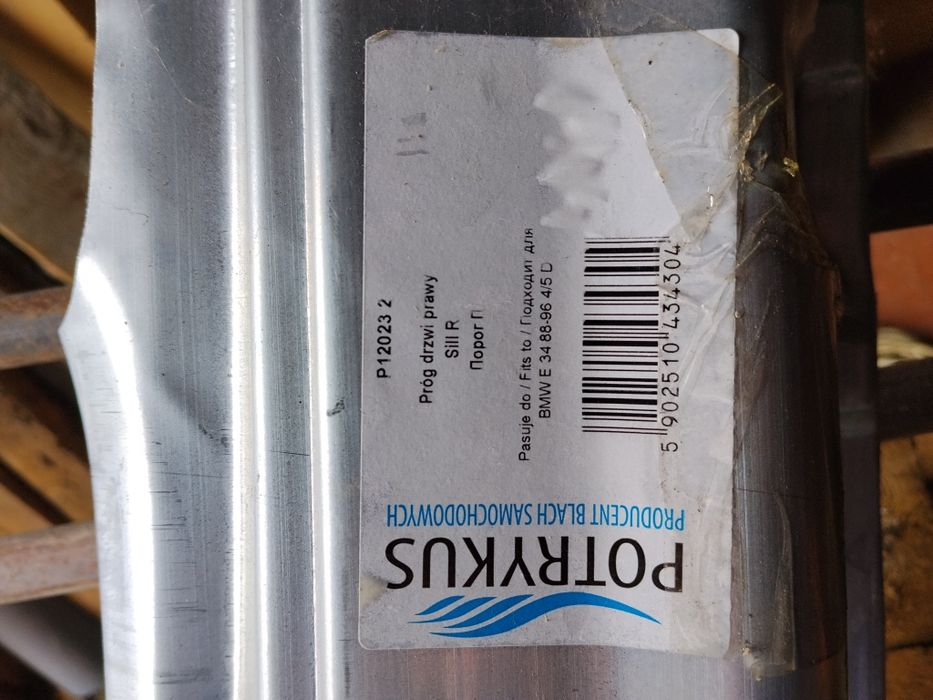 POTRYKUS
PRODUCENT BLACH SAMOCHODOWYCH
P12023 2
Próg drzwi prawy
Sill R
Порог П
Pasuje do / Fits to / Подходит для
BMW E 34 88-96 4/5 D
5 902510 434304